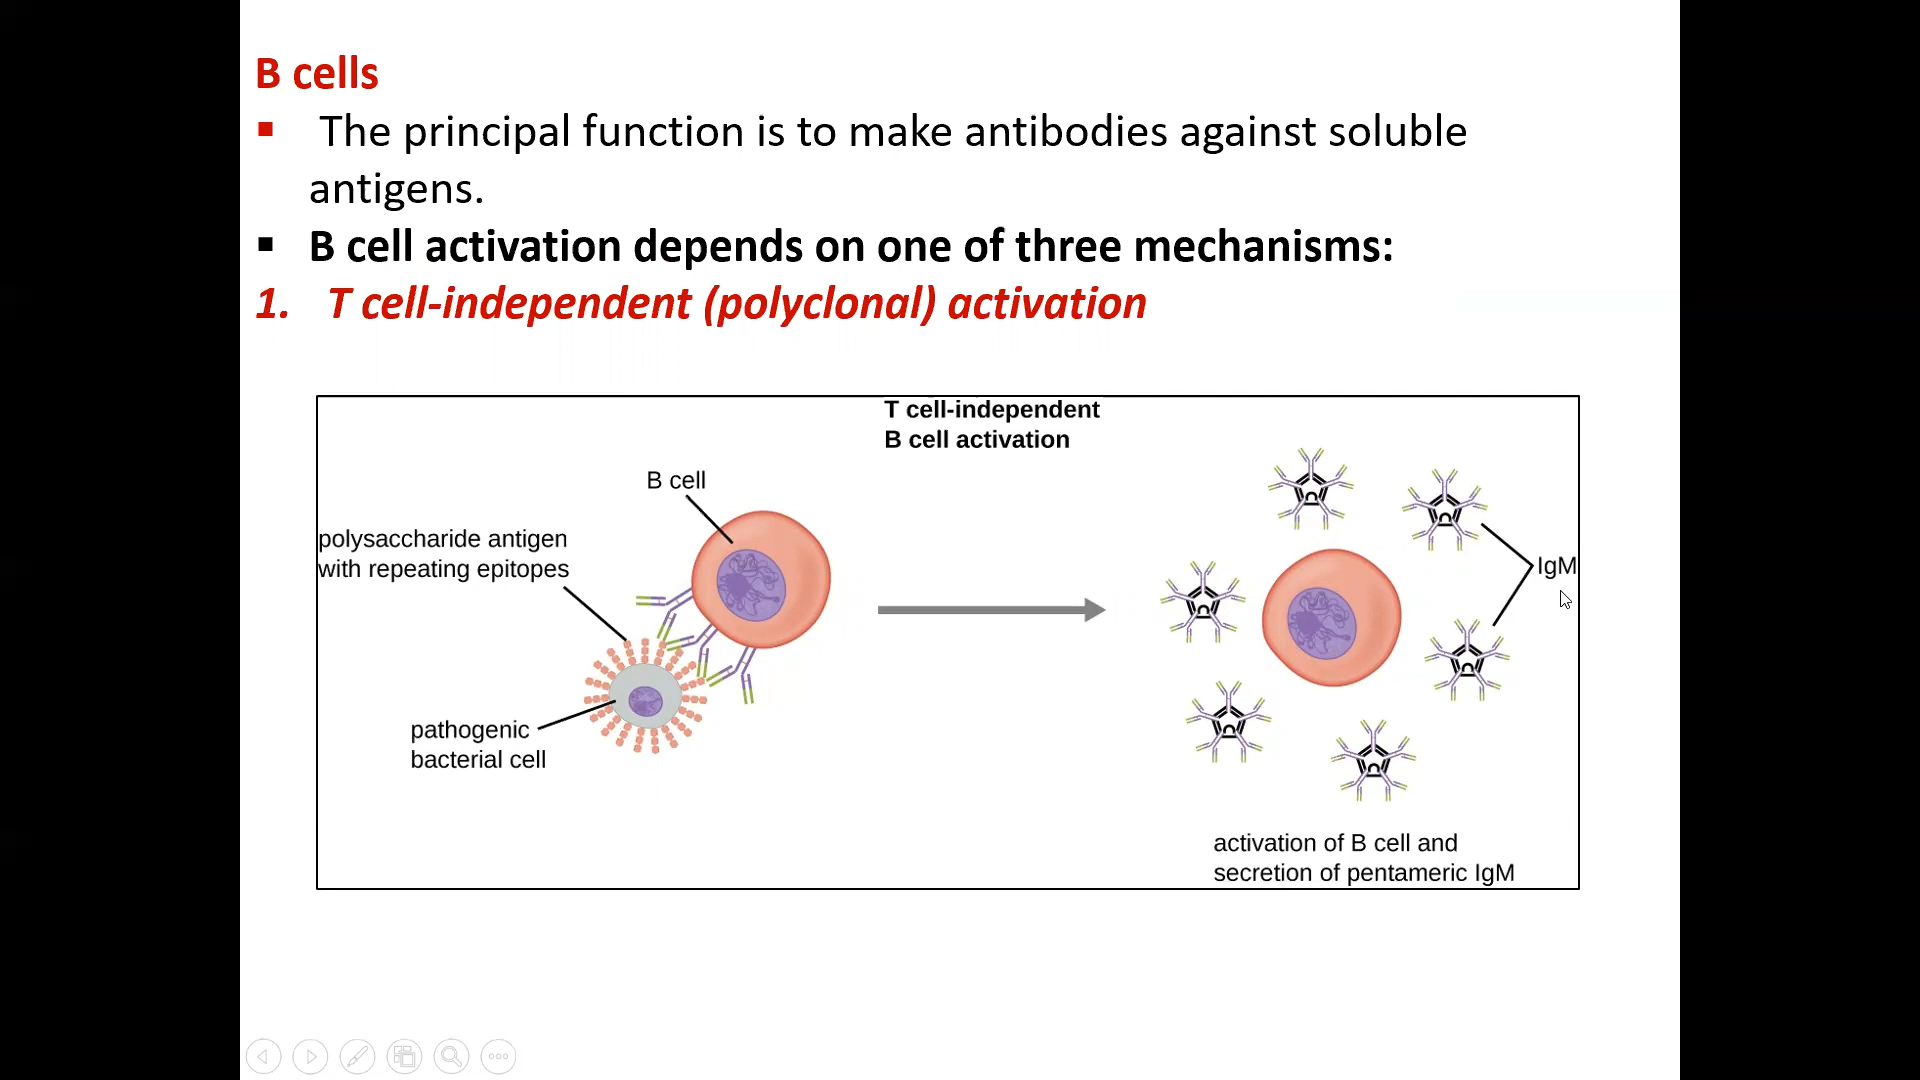 B cells
▪ The principal function is to make antibodies against soluble
antigens.
▪ B cell activation depends on one of three mechanisms:
1. T cell-independent (polyclonal) activation
T cell-independent
B cell activation
B cell
polysaccharide antigen
with repeating epitopes
IgM
pathogenic
bacterial cell
activation of B cell and
secretion of pentameric IgM